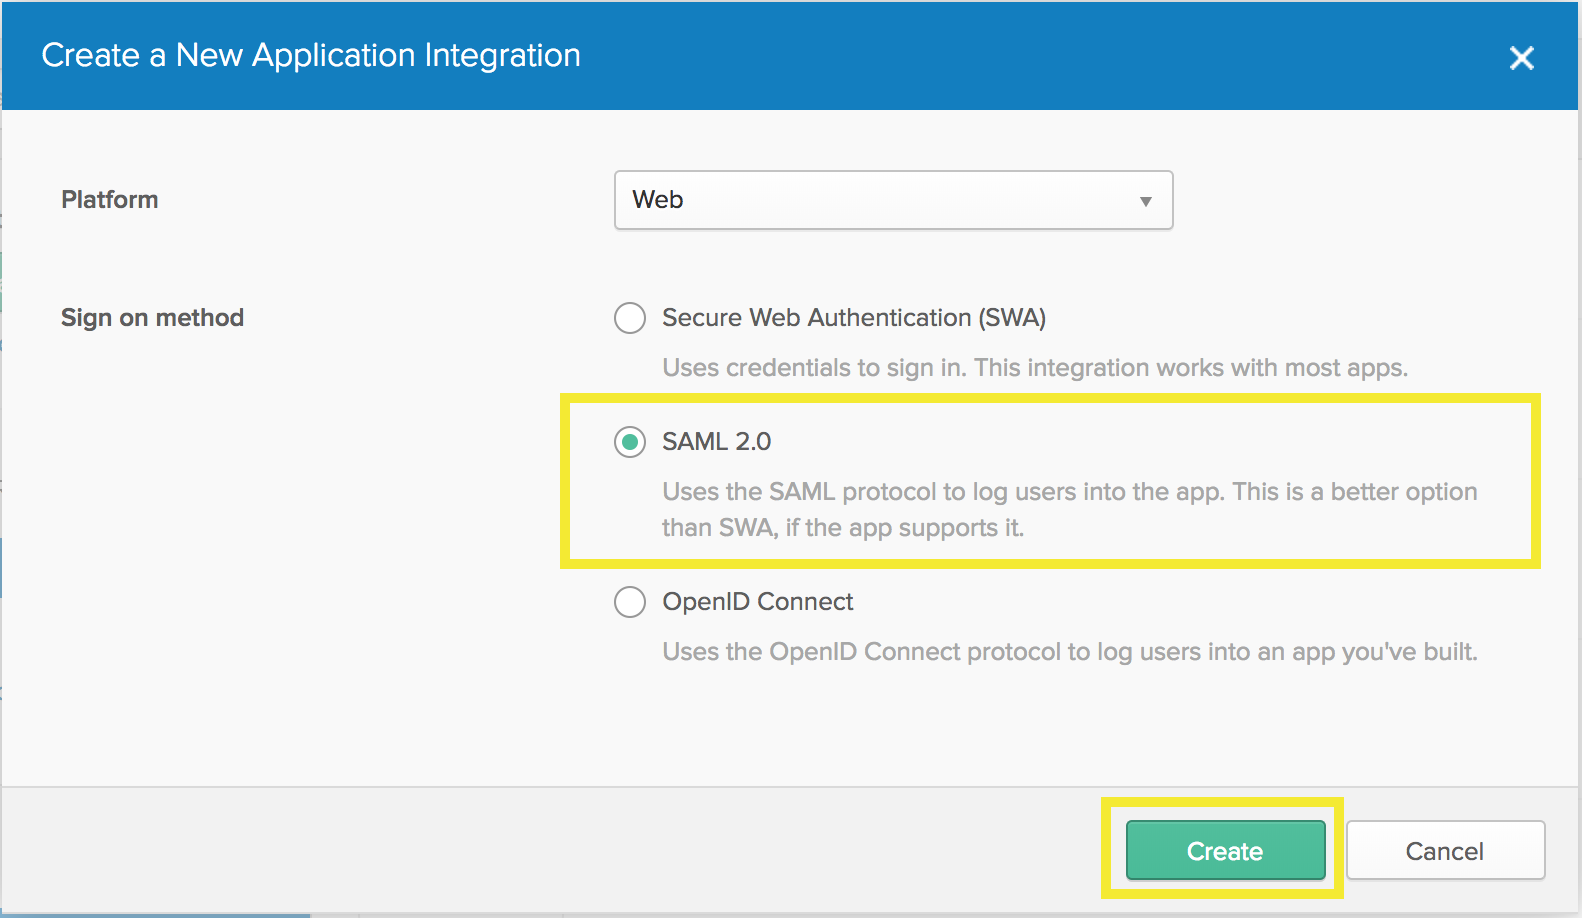 Create a New Application Integration
Platform
Web
Sign on method
Secure Web Authentication (SWA)
Uses credentials to sign in. This integration works with most apps.
SAML 2.0
Uses the SAML protocol to log users into the app. This is a better option
than SWA, if the app supports it.
OpenID Connect
Uses the OpenID Connect protocol to log users into an app you've built.
Create
Cancel